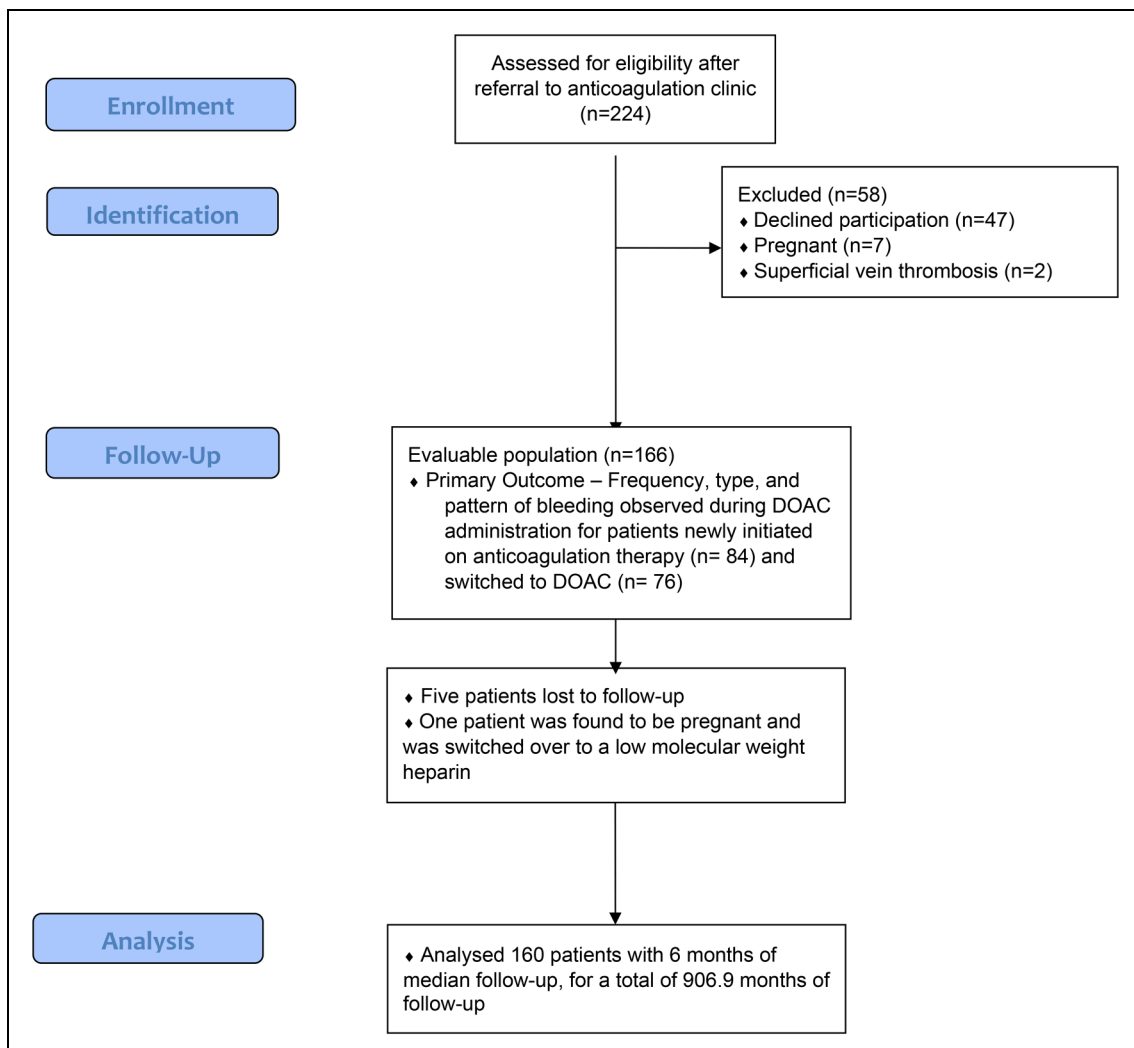 Enrollment
Assessed for eligibility after
referral to anticoagulation clinic
(n=224)
Identification
Excluded (n=58)
♦ Declined participation (n=47)
♦ Pregnant (n=7)
♦ Superficial vein thrombosis (n=2)
Follow-Up
Evaluable population (n=166)
♦ Primary Outcome – Frequency, type, and
pattern of bleeding observed during DOAC
administration for patients newly initiated
on anticoagulation therapy (n= 84) and
switched to DOAC (n= 76)
♦ Five patients lost to follow-up
♦ One patient was found to be pregnant and
was switched over to a low molecular weight
heparin
Analysis
♦ Analysed 160 patients with 6 months of
median follow-up, for a total of 906.9 months of
follow-up